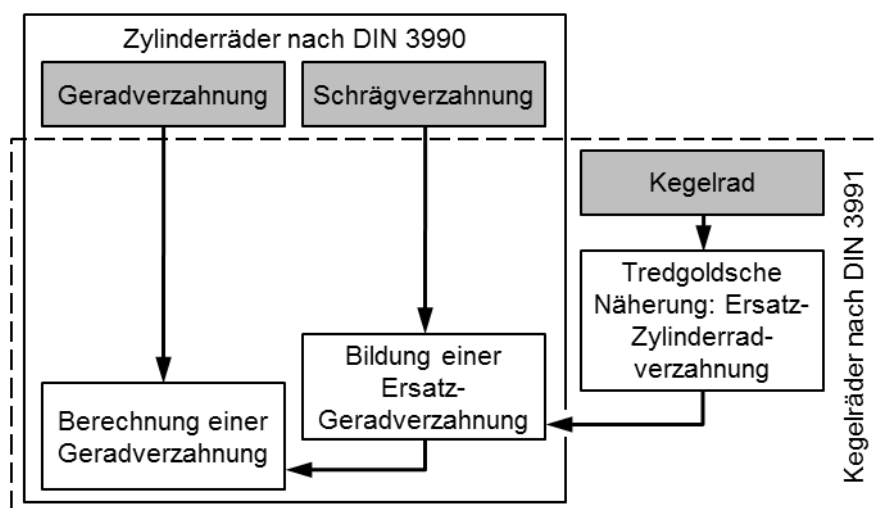 Zylinderräder nach DIN 3990
Geradverzahnung
Schrägverzahnung
Kegelrad
Tredgoldsche
Näherung: Ersatz-
Zylinderrad-
verzahnung
Bildung einer
Ersatz-
Geradverzahnung
Berechnung einer
Geradverzahnung
Kegelräder nach DIN 3991